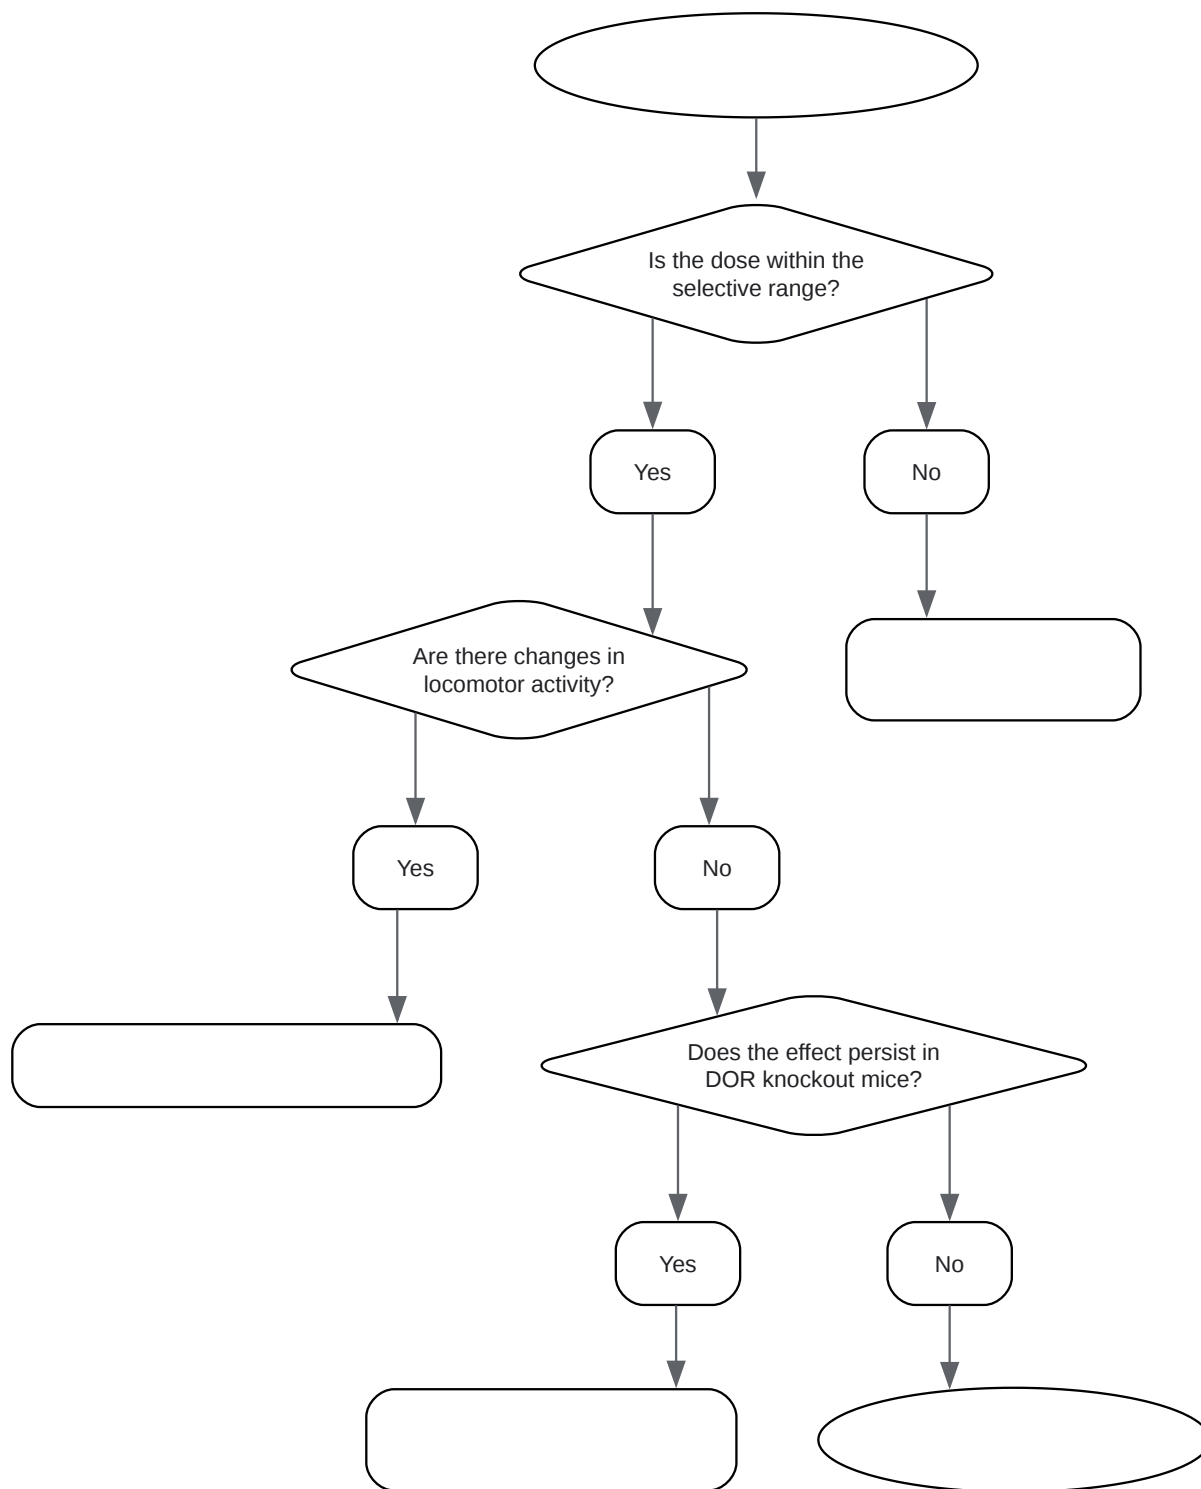 Is the dose within the
selective range?
Yes
No
Are there changes in
locomotor activity?
Yes
No
Does the effect persist in
DOR knockout mice?
Yes
No